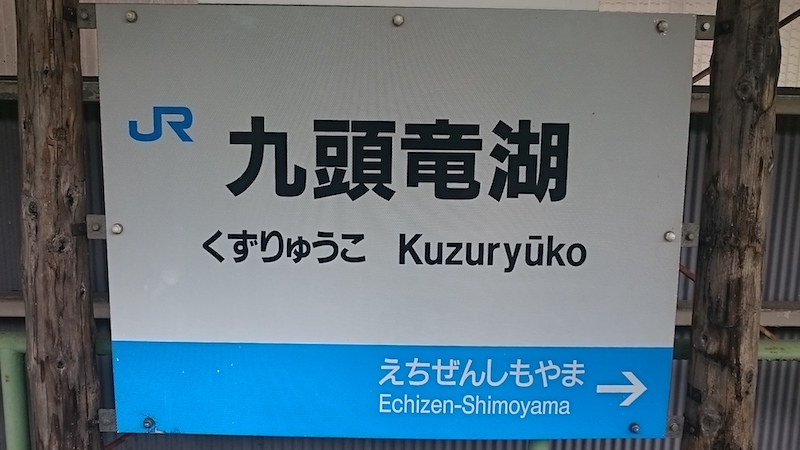 JR
九頭竜湖
くずりゅうこ Kuzuryūko
えちぜんしもやま
Echizen-Shimoyama